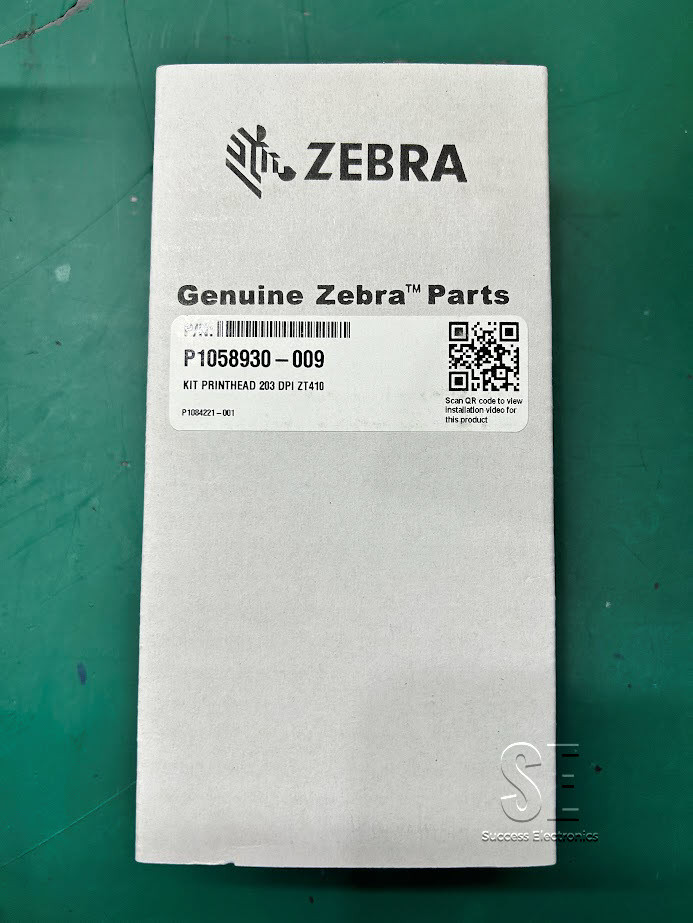 ZEBRA
Genuine Zebra™ Parts
P/N:
P1058930-009
KIT PRINTHEAD 203 DPI ZT410
P1084221-001
Scan QR code to view
installation video for
this product
SE
Success Electronics